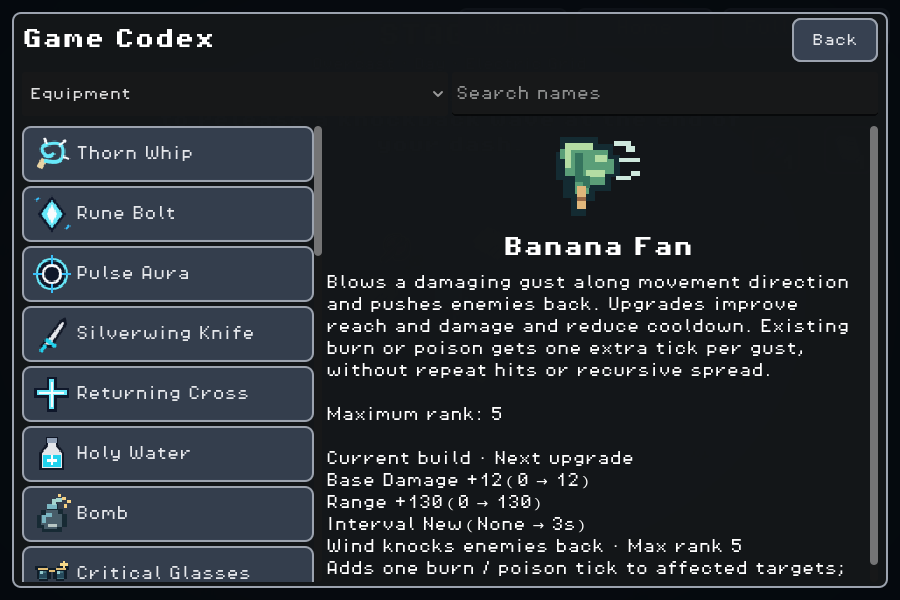 Game Codex
Back
Equipment
Search names
Thorn Whip
Rune Bolt
Pulse Aura
Silverwing Knife
Returning Cross
Holy Water
Bomb
Critical Glasses
Banana Fan
Blows a damaging gust along movement direction
and pushes enemies back. Upgrades improve
reach and damage and reduce cooldown. Existing
burn or poison gets one extra tick per gust,
without repeat hits or recursive spread.
Maximum rank: 5
Current build · Next upgrade
Base Damage +12(0 → 12)
Range +130(0 → 130)
Interval New(None → 3s)
Wind knocks enemies back · Max rank 5
Adds one burn / poison tick to affected targets;